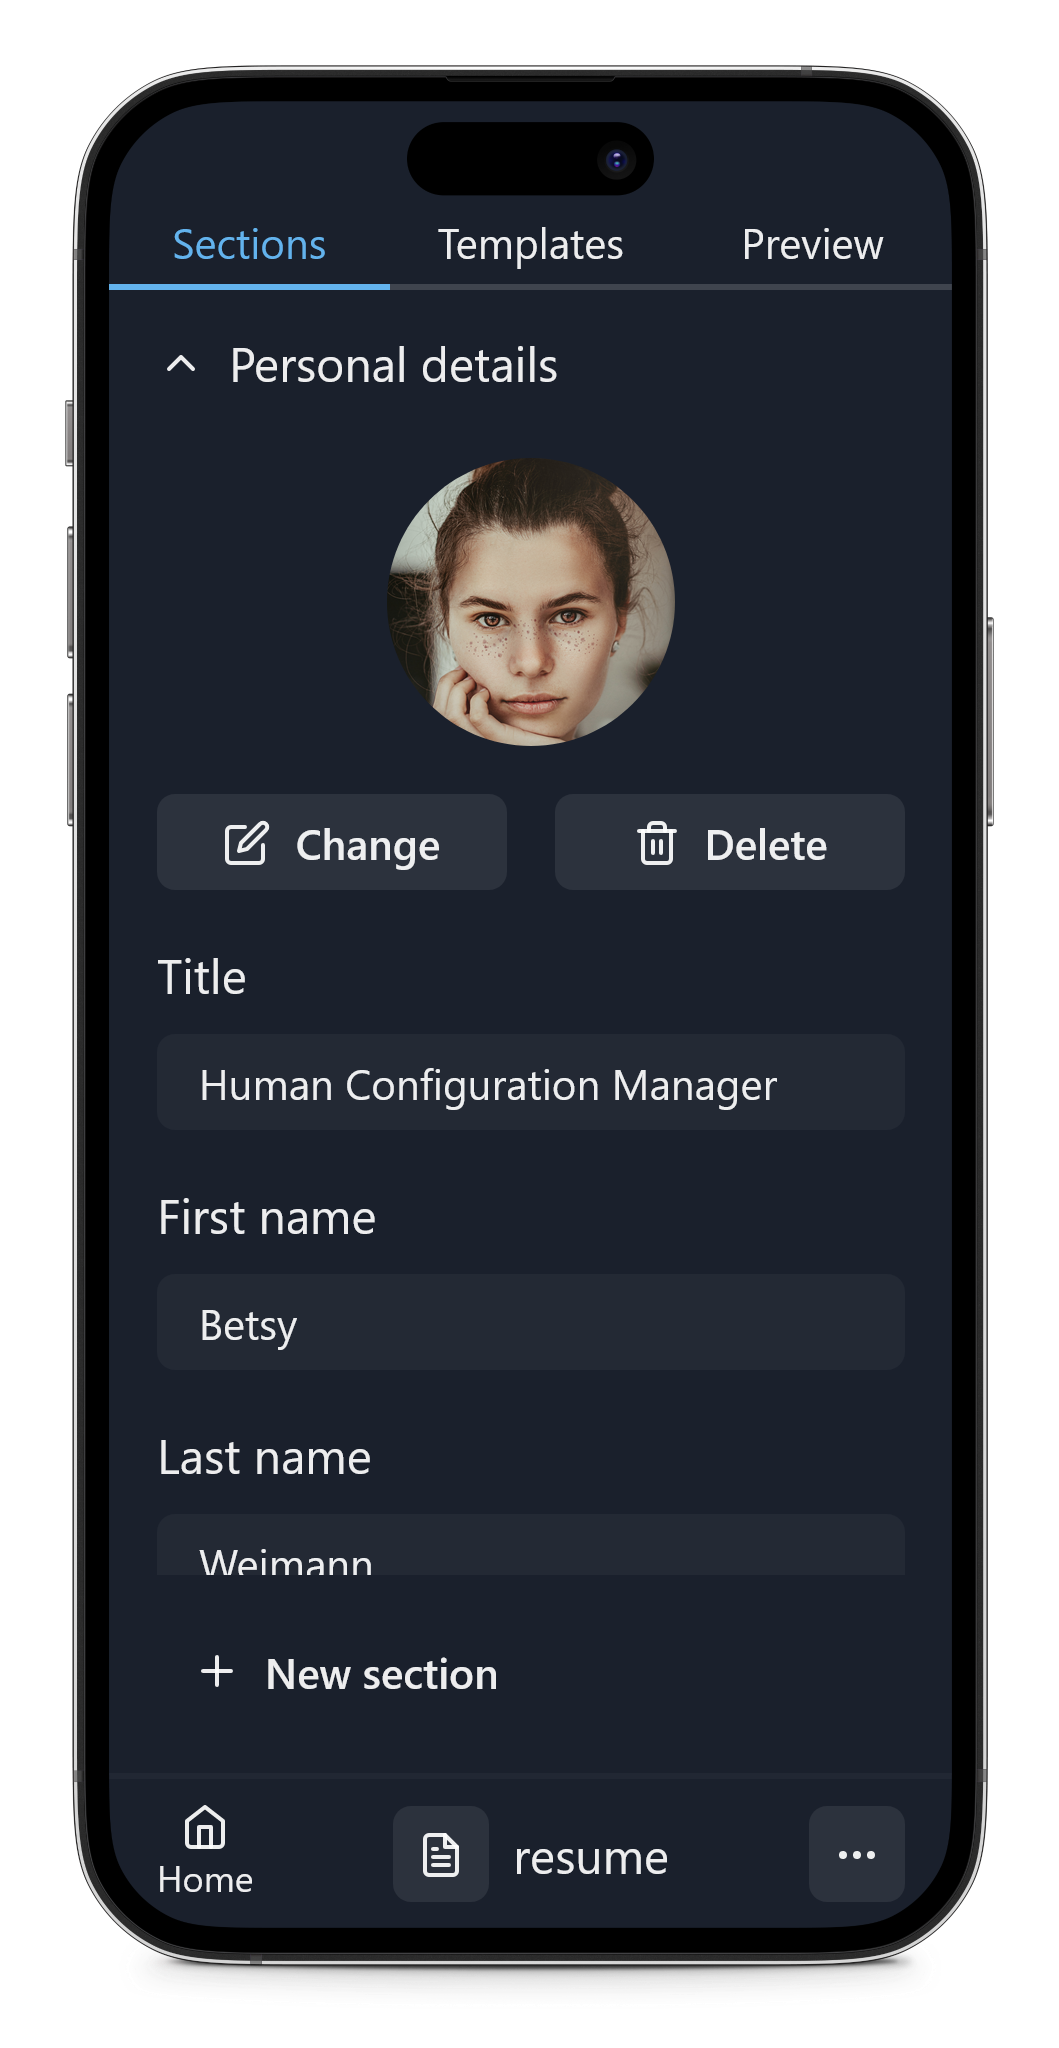 Sections Templates Preview
Personal details
Change Delete
Title
Human Configuration Manager
First name
Betsy
Last name
Weimann
New section
Home
resume